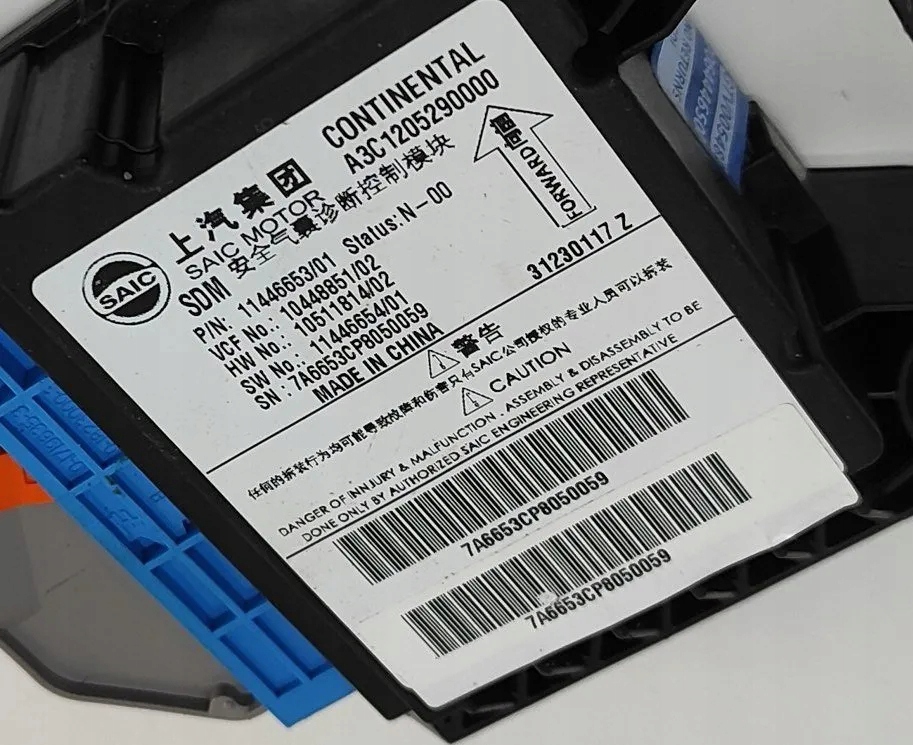 SAIC
上汽集团 CONTINENTAL
SAIC MOTOR A3C1205290000
SDM 安全气囊诊断控制模块
P/N: 11446653/01 Status:N-00
VCF No.: 10448851/02
HW No.: 10511814/02
SW No.: 11446654/01
SN: 7A6653CP8050059
MADE IN CHINA
FORWARD
31230117 Z
警告
任何的拆装行为均可能导致故障和伤害只有SAIC公司授权的专业人员可以拆装
CAUTION
DANGER OF INNJURY & MALFUNCTION. ASSEMBLY & DISASSEMBLY TO BE
DONE ONLY BY AUTHORIZED SAIC ENGINEERING REPRESENTATIVE
7A6653CP8050059
7A6653CP8050059